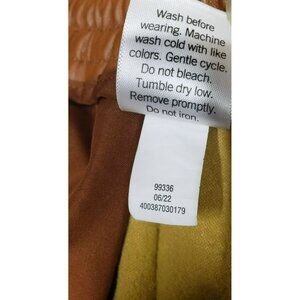 Wash before
wearing. Machine
wash cold with like
colors. Gentle cycle.
Do not bleach.
Tumble dry low.
Remove promptly.
Do not iron.
99336
06/22
400387030179